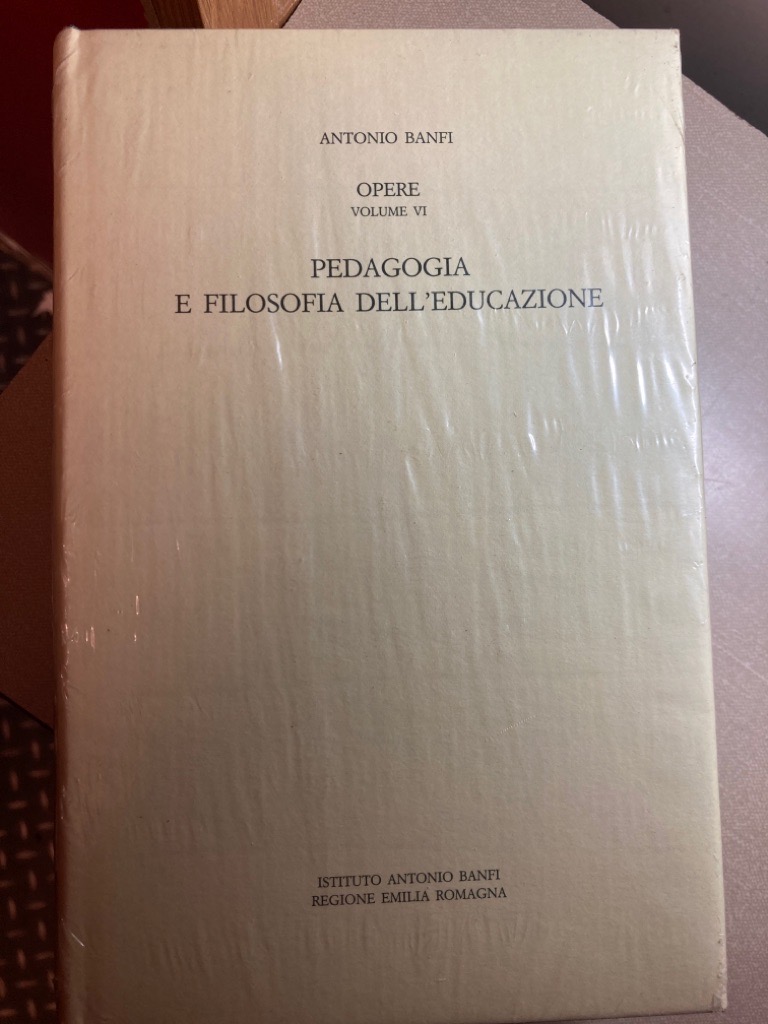 ANTONIO BANFI
OPERE
VOLUME VI
PEDAGOGIA
E FILOSOFIA DELL'EDUCAZIONE
ISTITUTO ANTONIO BANFI
REGIONE EMILIA ROMAGNA